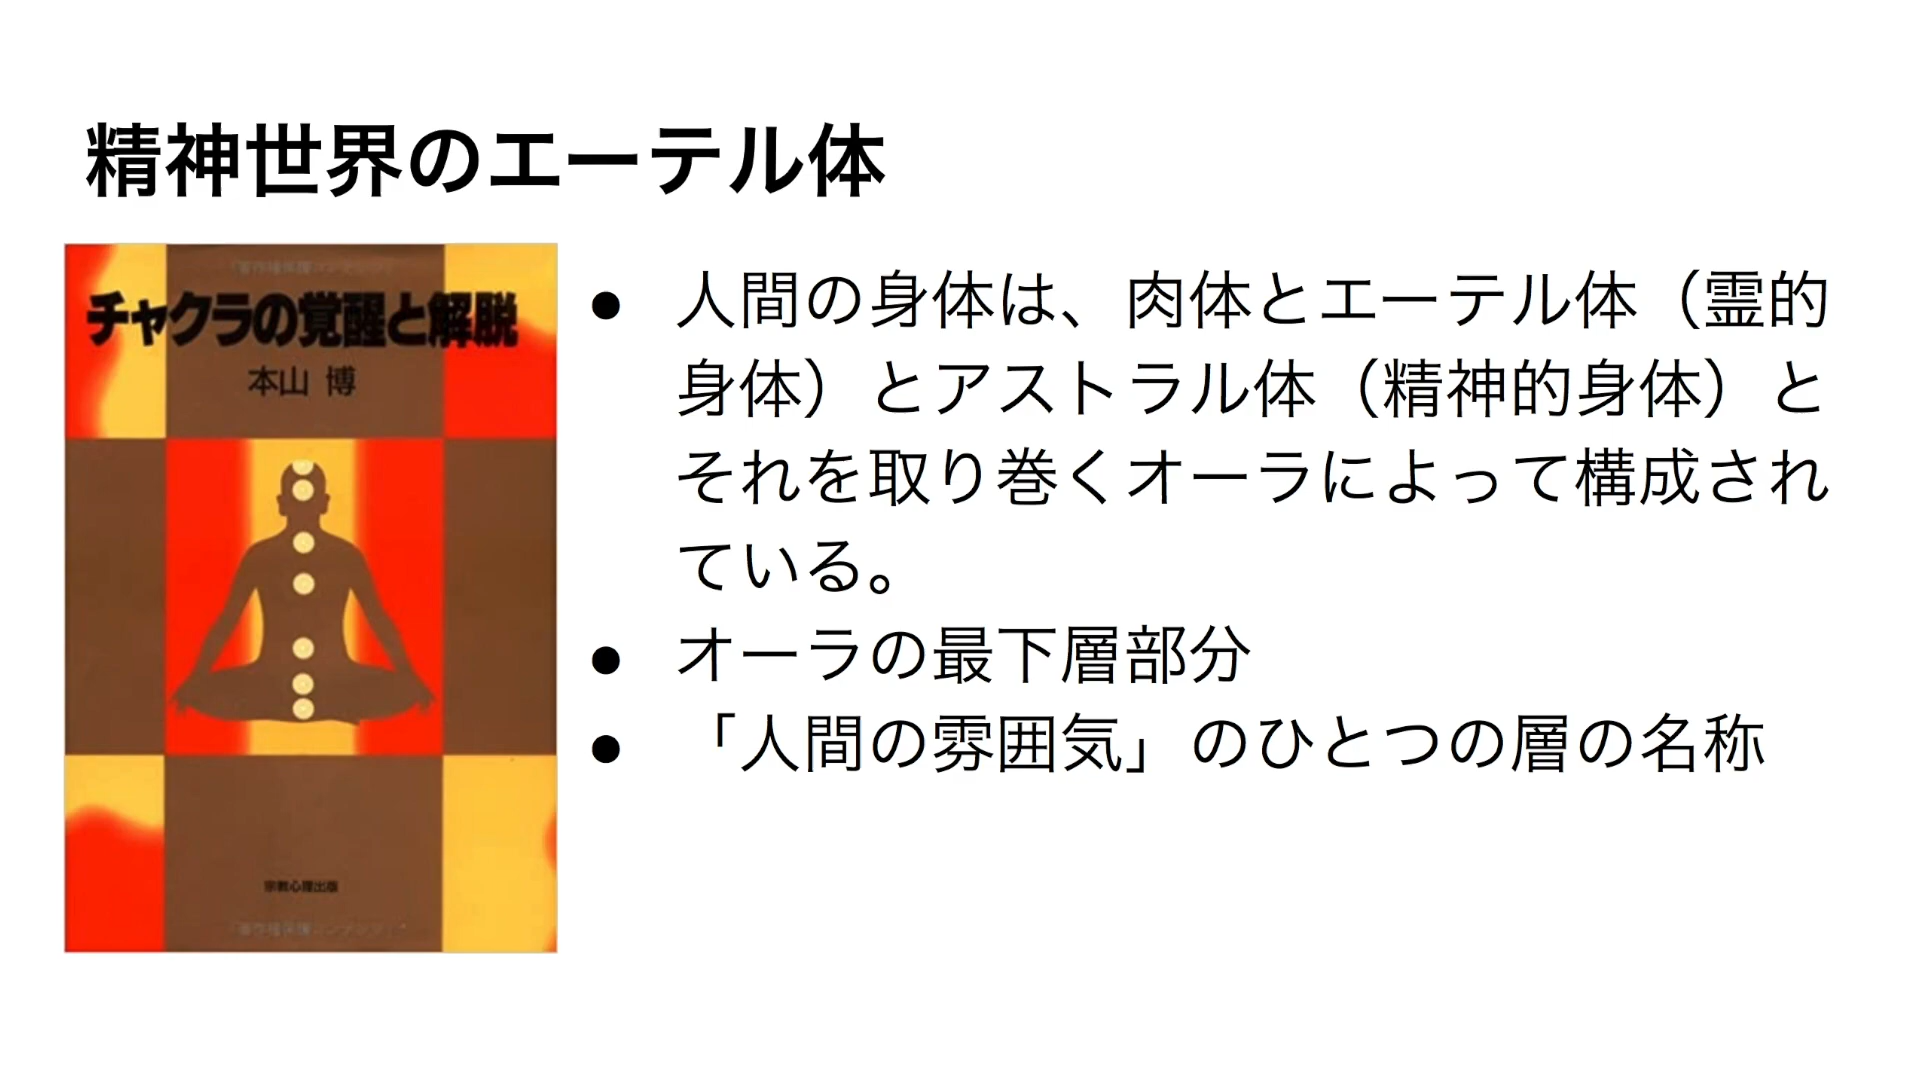 精神世界のエーテル体
チャクラの覚醒と解脱
本山 博
宗教心理出版
● 人間の身体は、肉体とエーテル体（霊的
身体）とアストラル体（精神的身体）と
それを取り巻くオーラによって構成され
ている。
● オーラの最下層部分
● 「人間の雰囲気」のひとつの層の名称